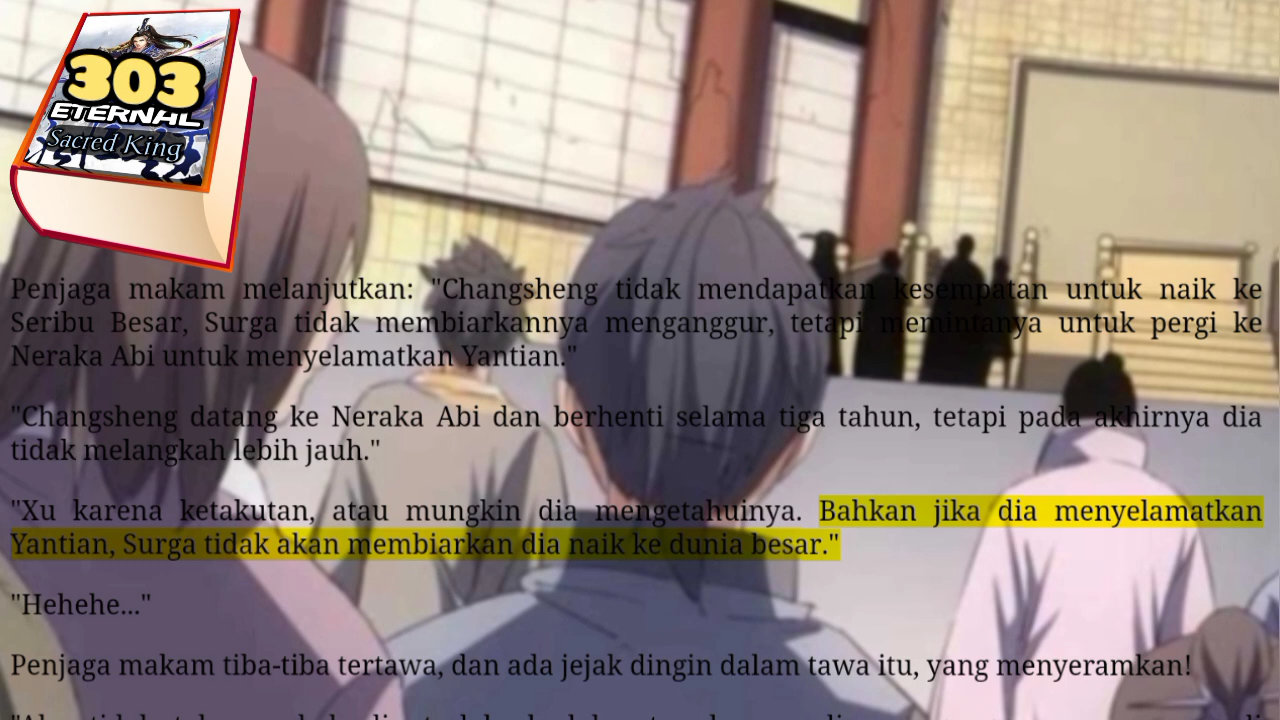 303
ETERNAL
Sacred King
Penjaga makam melanjutkan: "Changsheng tidak mendapatkan kesempatan untuk naik ke
Seribu Besar, Surga tidak membiarkannya menganggur, tetapi memintanya untuk pergi ke
Neraka Abi untuk menyelamatkan Yantian."
"Changsheng datang ke Neraka Abi dan berhenti selama tiga tahun, tetapi pada akhirnya dia
tidak melangkah lebih jauh."
"Xu karena ketakutan, atau mungkin dia mengetahuinya. Bahkan jika dia menyelamatkan
Yantian, Surga tidak akan membiarkan dia naik ke dunia besar."
"Hehehe..."
Penjaga makam tiba-tiba tertawa, dan ada jejak dingin dalam tawa itu, yang menyeramkan!